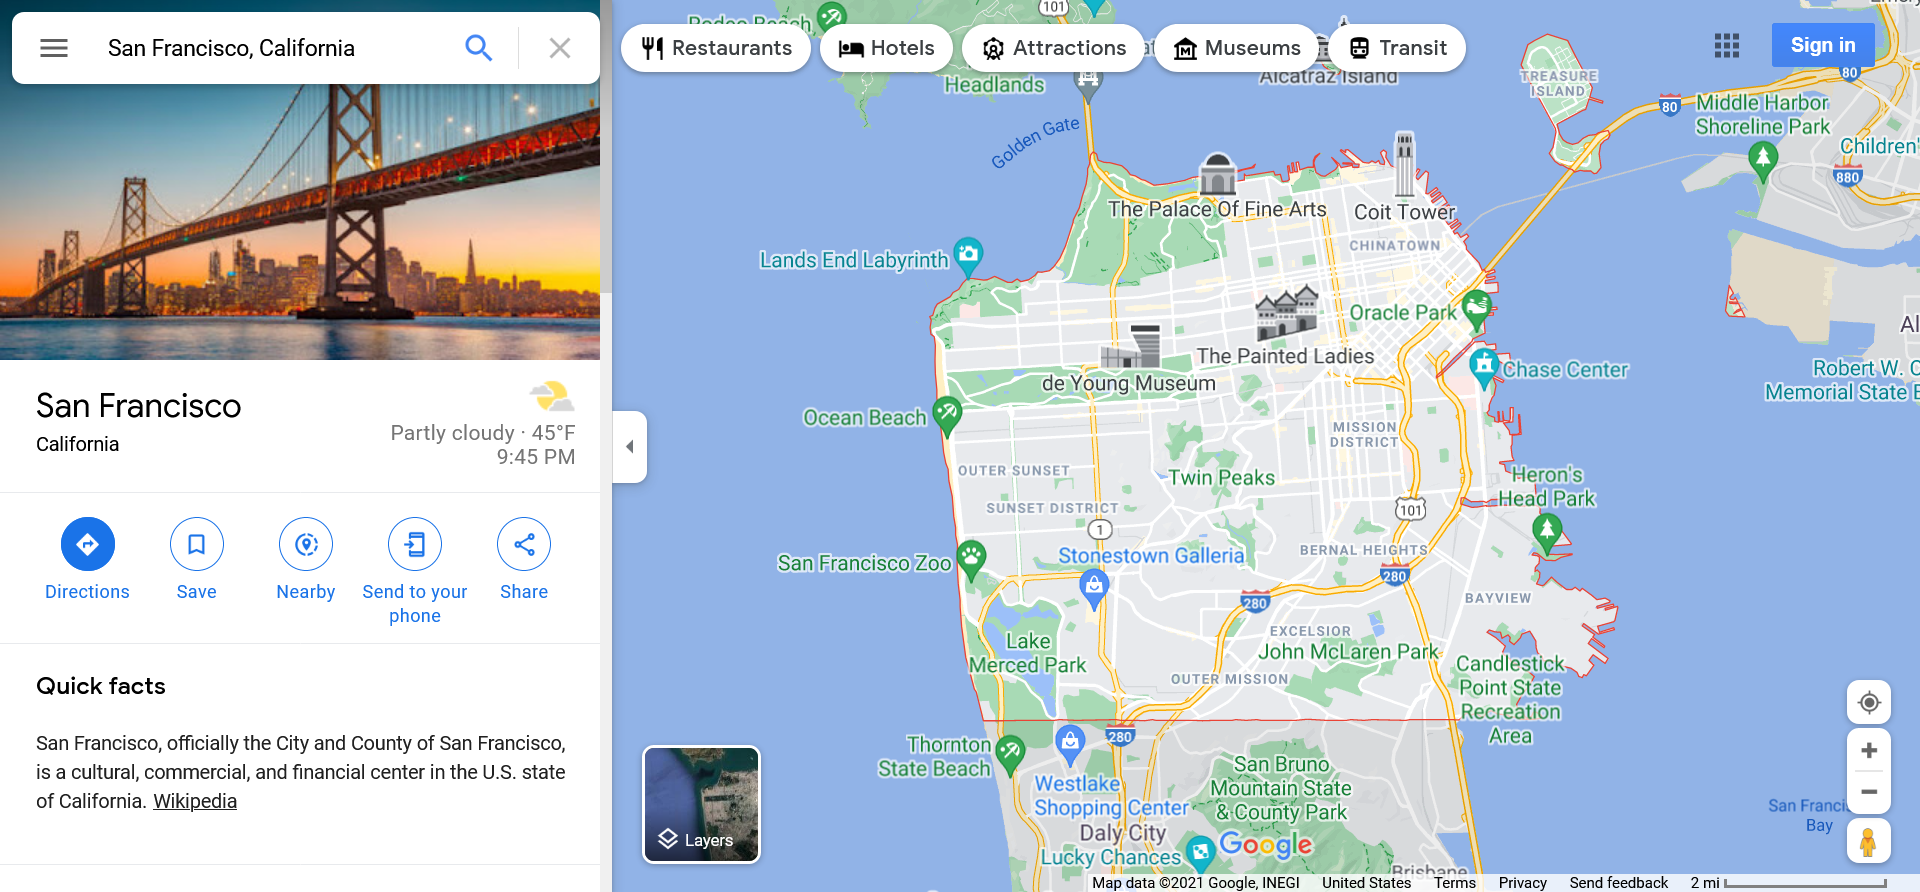 San Francisco, California
Restaurants
Hotels
Attractions
Museums
Transit
Sign in
San Francisco
California
Partly cloudy · 45°F
9:45 PM
Directions
Save
Nearby
Send to your
phone
Share
Quick facts
San Francisco, officially the City and County of San Francisco,
is a cultural, commercial, and financial center in the U.S. state
of California. Wikipedia
Layers
101
Rodeo Beach
Headlands
Alcatraz Island
TREASURE
ISLAND
80
80
Middle Harbor
Shoreline Park
Children's
880
Golden Gate
The Palace Of Fine Arts
Coit Tower
CHINATOWN
Lands End Labyrinth
Oracle Park
The Painted Ladies
de Young Museum
Chase Center
Robert W. C
Memorial State B
Al
Ocean Beach
MISSION
DISTRICT
OUTER SUNSET
Twin Peaks
Heron's
Head Park
SUNSET DISTRICT
101
1
Stonestown Galleria
BERNAL HEIGHTS
San Francisco Zoo
280
280
BAYVIEW
EXCELSIOR
Lake
Merced Park
John McLaren Park
OUTER MISSION
Candlestick
Point State
Recreation
Area
280
Thornton
State Beach
Westlake
Shopping Center
San Bruno
Mountain State
& County Park
Daly City
Lucky Chances
Google
Brisbane
San Francis
Bay
Map data ©2021 Google, INEGI
United States
Terms
Privacy
Send feedback
2 mi